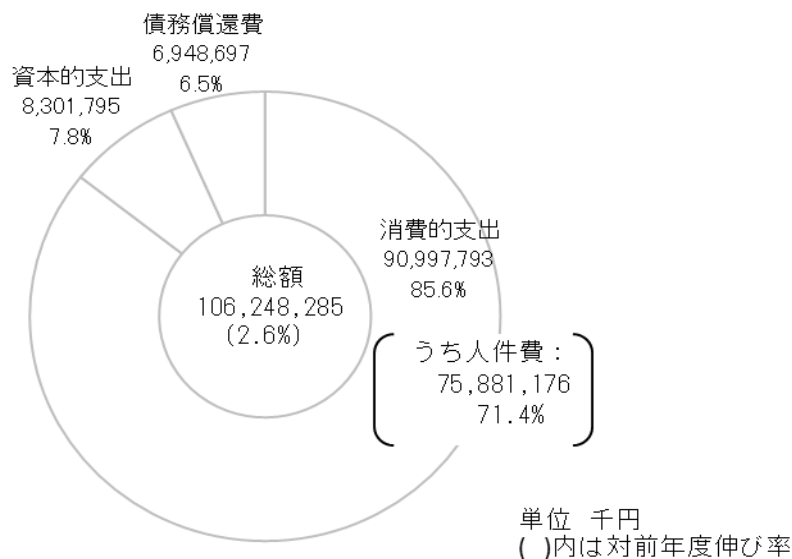 債務償還費
6,948,697
6.5%
資本的支出
8,301,795
7.8%
消費的支出
90,997,793
85.6%
総額
106,248,285
(2.6%)
うち人件費：
75,881,176
71.4%
単位 千円
( )内は対前年度伸び率